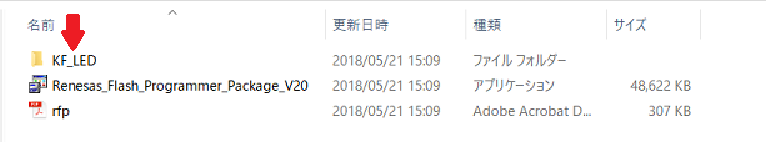 名前 更新日時 種類 サイズ
KF_LED 2018/05/21 15:09 ファイル フォルダー
Renesas_Flash_Programmer_Package_V20 2018/05/21 15:09 アプリケーション 48,622 KB
rfp 2018/05/21 15:09 Adobe Acrobat D... 307 KB